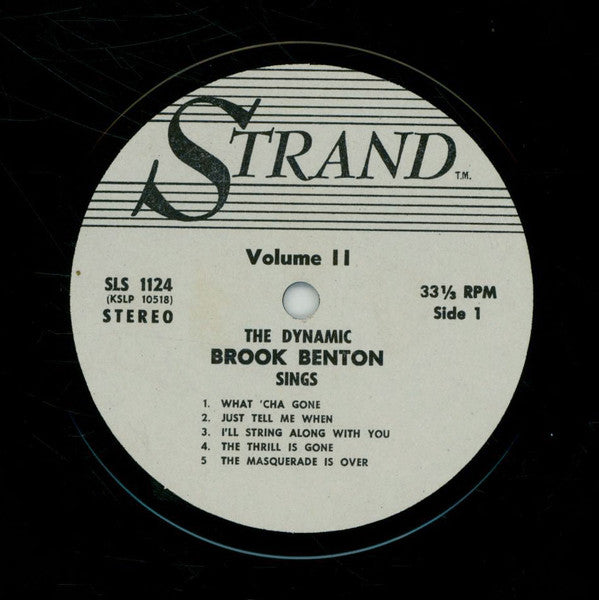 STRAND T.M.
Volume II
SLS 1124
(KSLP 10518)
STEREO
33⅓ RPM
Side 1
THE DYNAMIC
BROOK BENTON
SINGS
1. WHAT 'CHA GONE
2. JUST TELL ME WHEN
3. I'LL STRING ALONG WITH YOU
4. THE THRILL IS GONE
5 THE MASQUERADE IS OVER